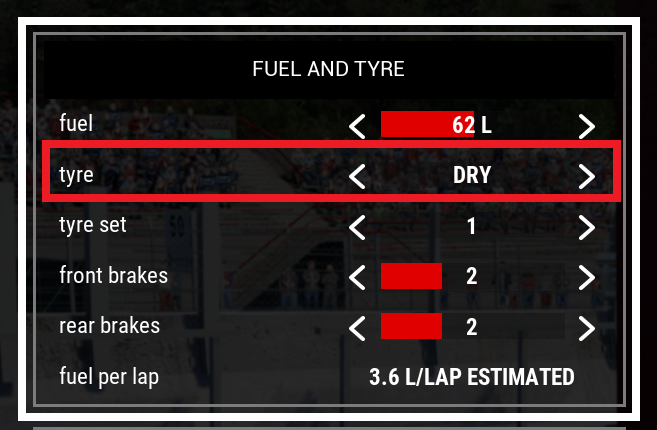 FUEL AND TYRE
fuel 62 L
tyre DRY
tyre set 1
front brakes 2
rear brakes 2
fuel per lap 3.6 L/LAP ESTIMATED